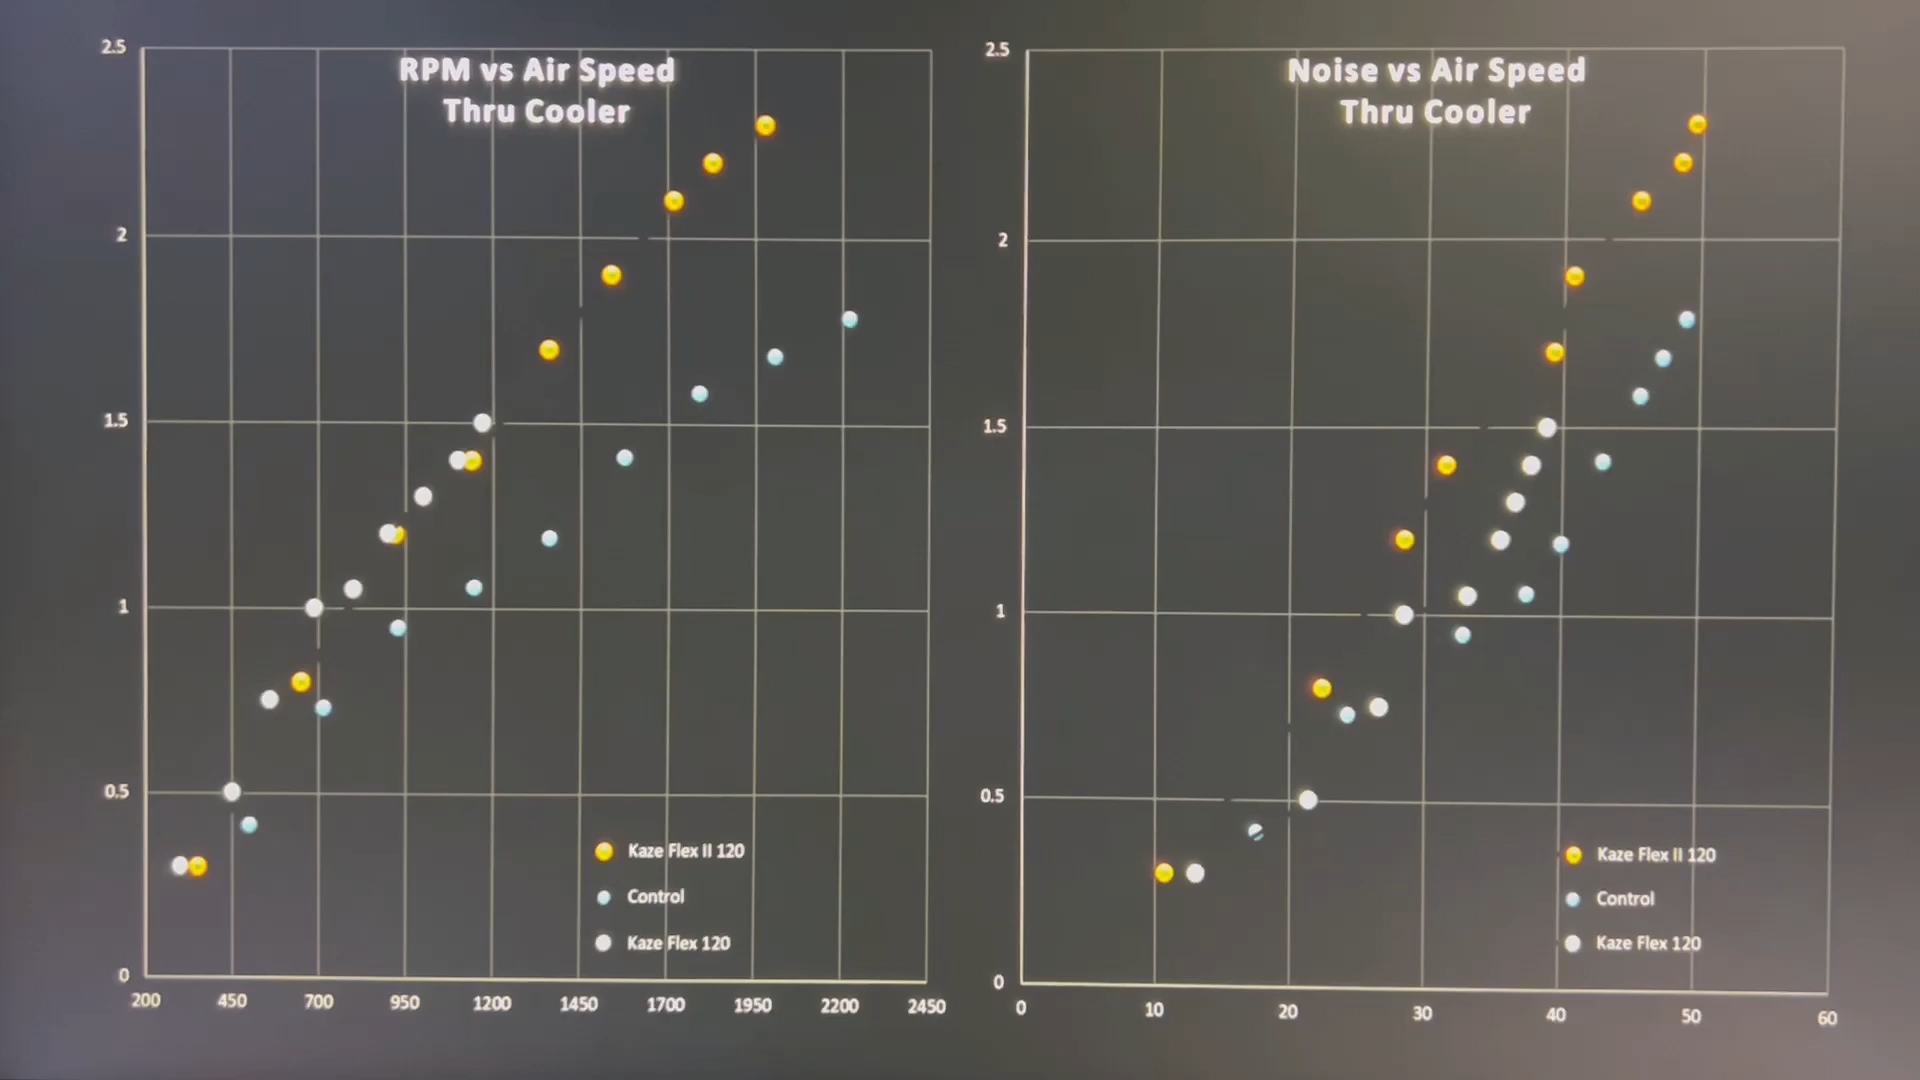 RPM vs Air Speed
Thru Cooler
2.5
2
1.5
1
0.5
0
200 450 700 950 1200 1450 1700 1950 2200 2450
Kaze Flex II 120
Control
Kaze Flex 120
Noise vs Air Speed
Thru Cooler
2.5
2
1.5
1
0.5
0
0 10 20 30 40 50 60
Kaze Flex II 120
Control
Kaze Flex 120